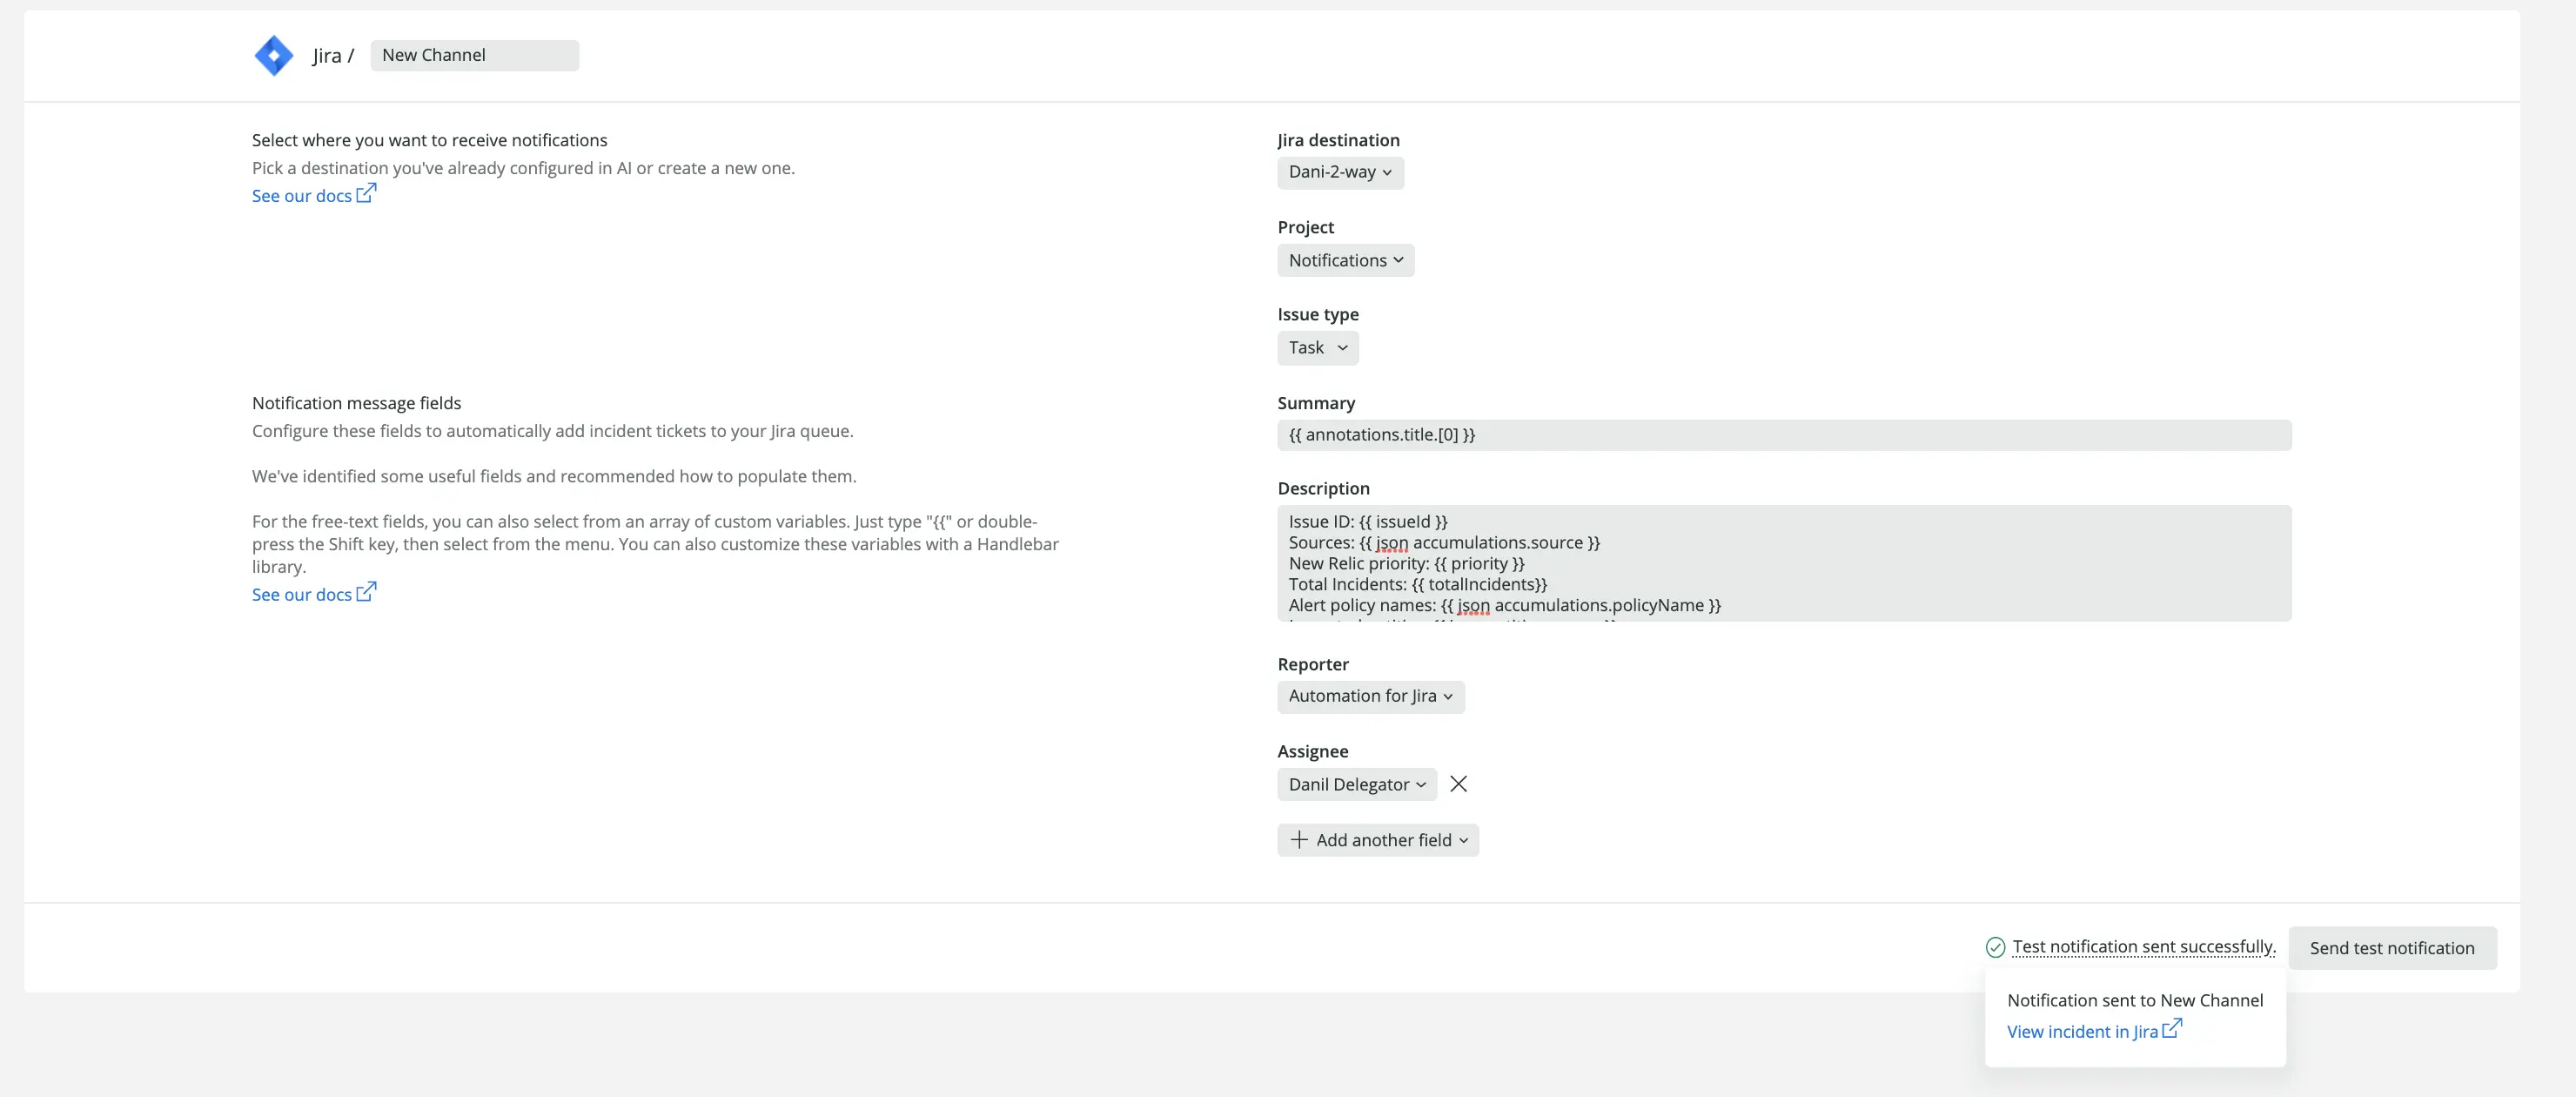 Jira / New Channel
Select where you want to receive notifications
Pick a destination you've already configured in AI or create a new one.
See our docs
Jira destination
Dani-2-way
Project
Notifications
Issue type
Task
Notification message fields
Configure these fields to automatically add incident tickets to your Jira queue.
We've identified some useful fields and recommended how to populate them.
For the free-text fields, you can also select from an array of custom variables. Just type "{{" or double-
press the Shift key, then select from the menu. You can also customize these variables with a Handlebar
library.
See our docs
Summary
{{ annotations.title.[0] }}
Description
Issue ID: {{ issueId }}
Sources: {{ json accumulations.source }}
New Relic priority: {{ priority }}
Total Incidents: {{ totalIncidents}}
Alert policy names: {{ json accumulations.policyName }}
Reporter
Automation for Jira
Assignee
Danil Delegator
Add another field
Test notification sent successfully.
Send test notification
Notification sent to New Channel
View incident in Jira